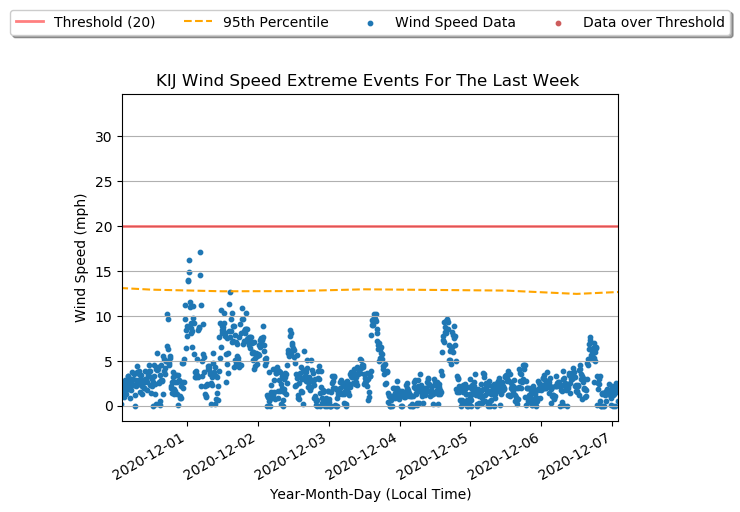 Threshold (20) 95th Percentile Wind Speed Data Data over Threshold
KIJ Wind Speed Extreme Events For The Last Week
30
25
20
15
10
5
0
Wind Speed (mph)
2020-12-01 2020-12-02 2020-12-03 2020-12-04 2020-12-05 2020-12-06 2020-12-07
Year-Month-Day (Local Time)